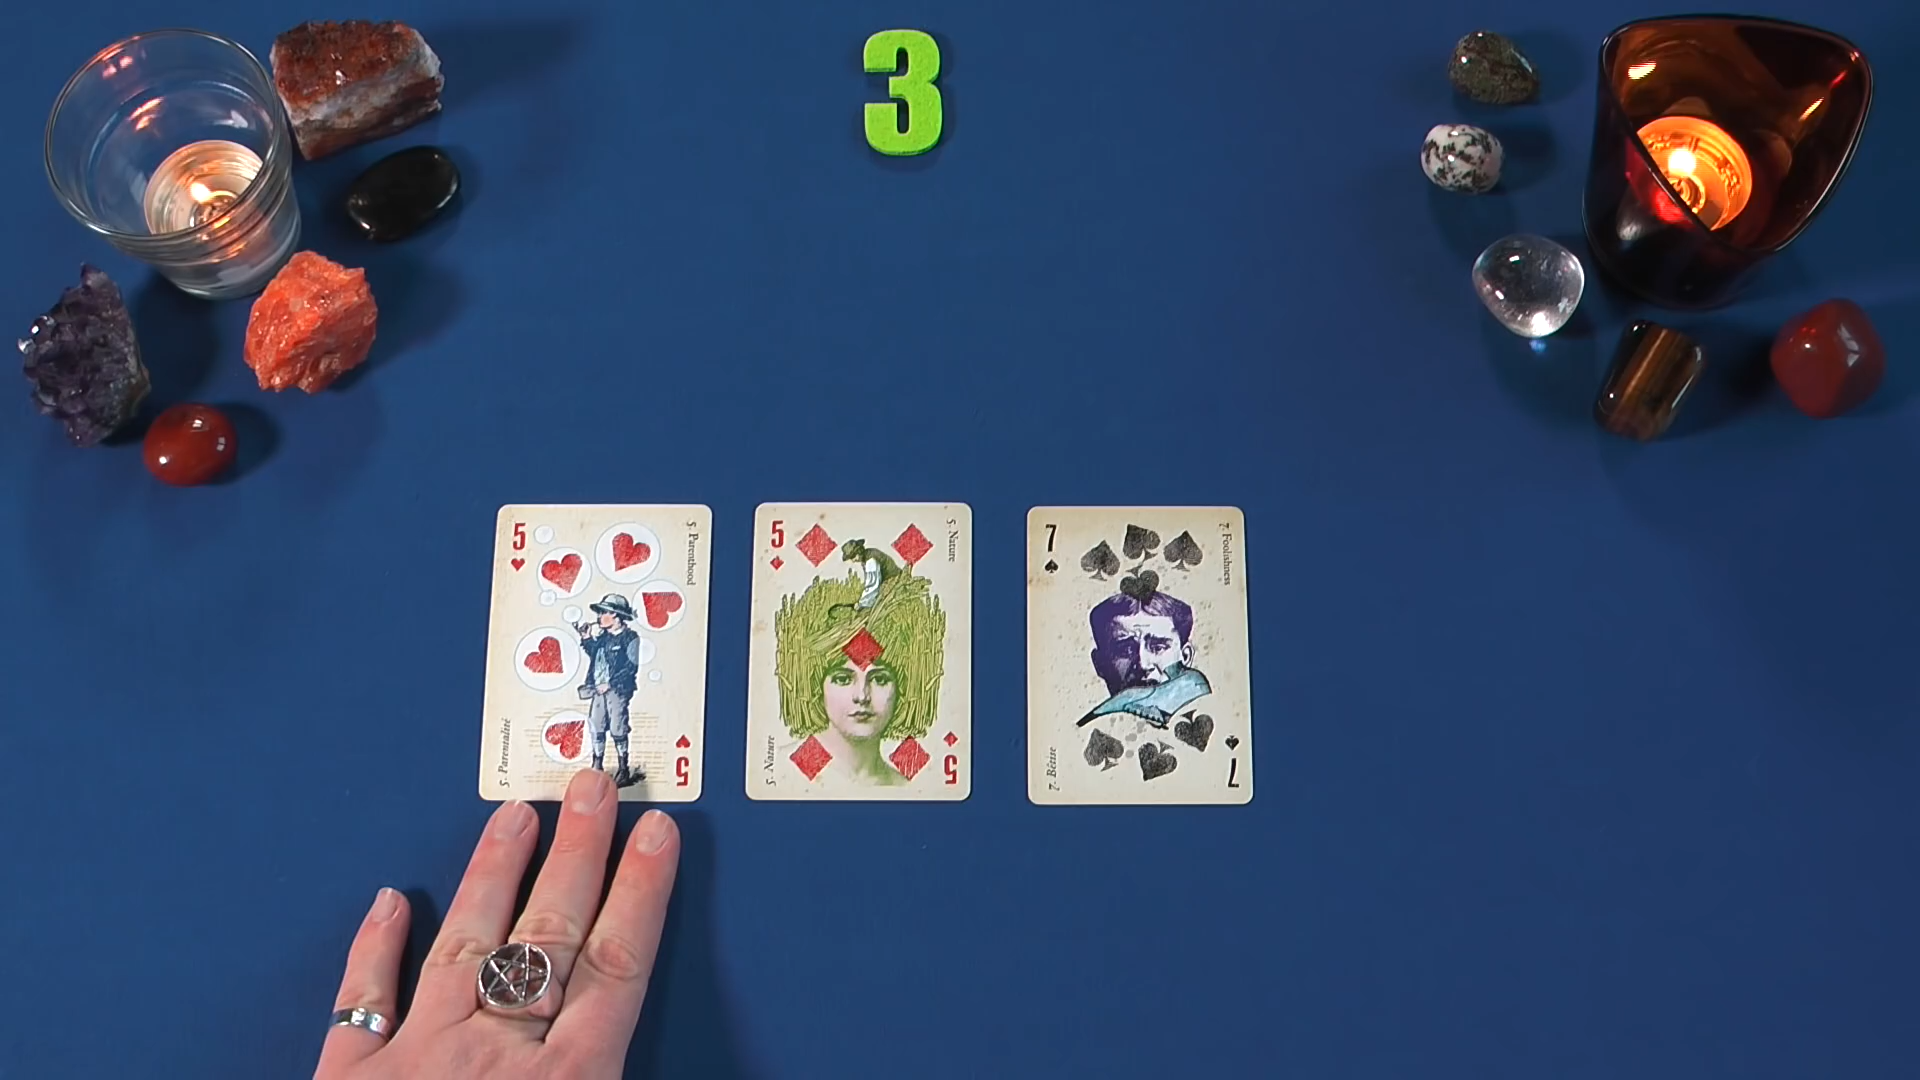 3
5
5. Parenthood
5. Parentalité
5
5
5. Nature
5. Nature
5
7
7. Foolishness
7. Bêtise
7